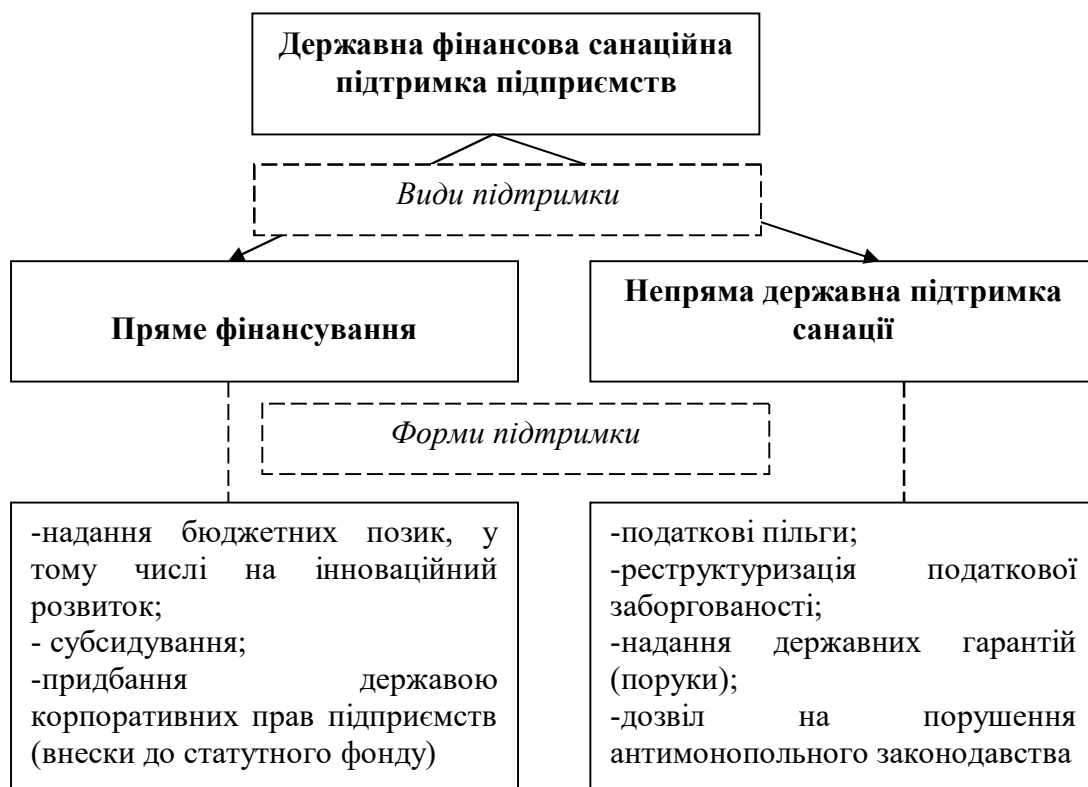 Державна фінансова санаційна
підтримка підприємств
Види підтримки
Пряме фінансування
Непряма державна підтримка
санації
Форми підтримки
-надання бюджетних позик, у
тому числі на інноваційний
розвиток;
- субсидування;
-придбання державою
корпоративних прав підприємств
(внески до статутного фонду)
-податкові пільги;
-реструктуризація податкової
заборгованості;
-надання державних гарантій
(поруки);
-дозвіл на порушення
антимонопольного законодавства